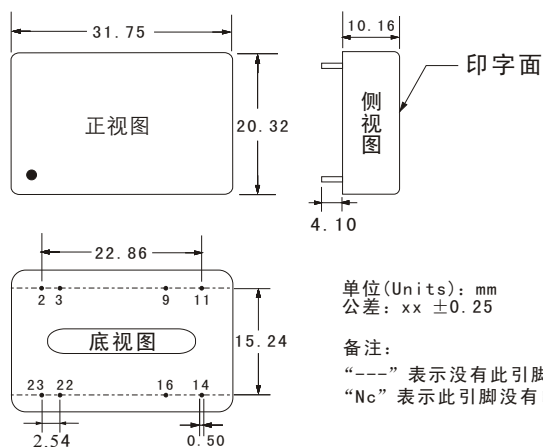 31.75
10.16
印字面
正视图
20.32
侧视图
4.10
22.86
2 3 9 11
单位(Units): mm
公差: xx ±0.25
底视图
15.24
备注:
“---” 表示没有此引脚
23 22 16 14
“Nc” 表示此引脚没有
2.54
0.50